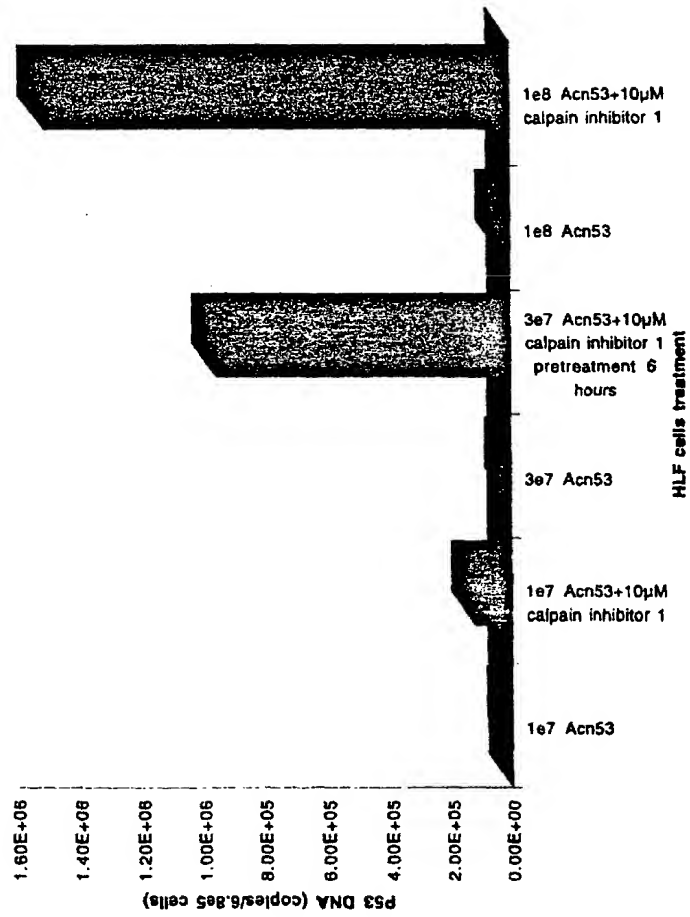 P53 DNA (copies/6.8e5 cells)
1.60E+06
1.40E+06
1.20E+06
1.00E+06
8.00E+05
6.00E+05
4.00E+05
2.00E+05
0.00E+00
1e7 Acn53
1e7 Acn53+10µM
calpain inhibitor 1
3e7 Acn53
3e7 Acn53+10µM
calpain inhibitor 1
pretreatment 6
hours
1e8 Acn53
1e8 Acn53+10µM
calpain inhibitor 1
HLF cells treatment